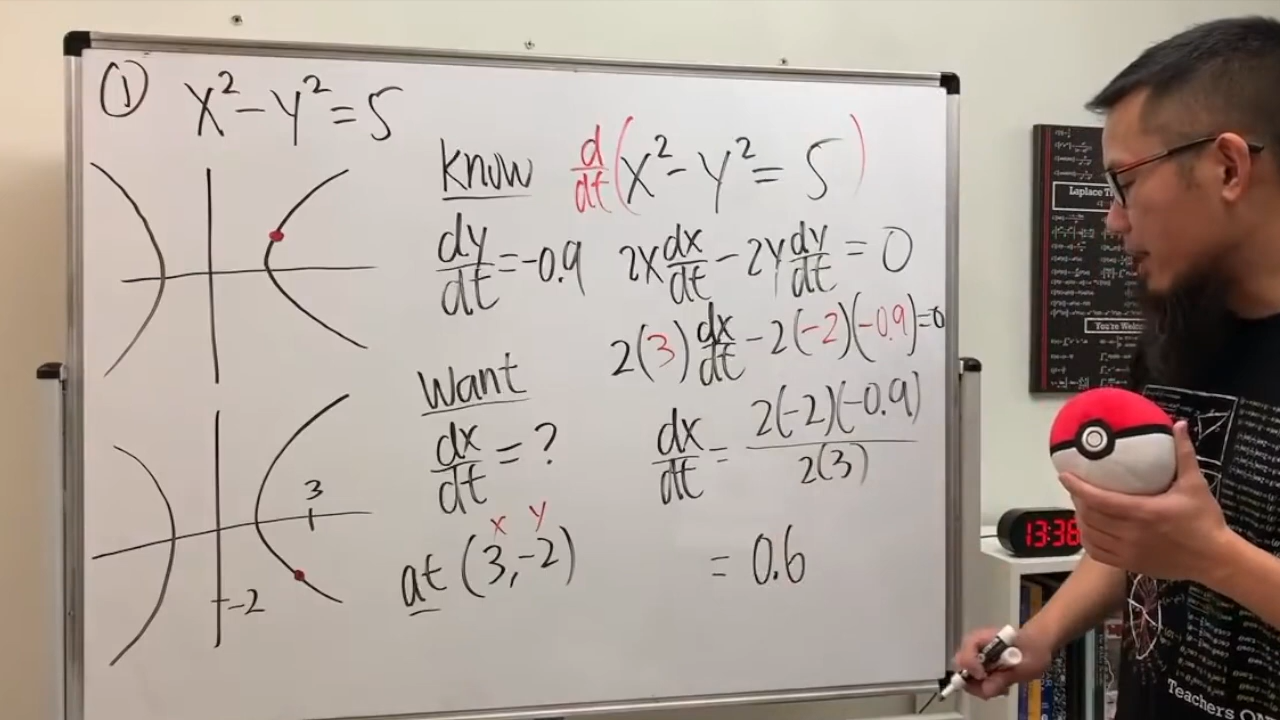 ① x² - y² = 5
Know
dy/dt = -0.9
Want
dx/dt = ?
x y
at (3, -2)
3
-2
d/dt (x² - y² = 5)
2x dx/dt - 2y dy/dt = 0
2(3) dx/dt - 2(-2)(-0.9) = 0
dx/dt = 2(-2)(-0.9) / 2(3)
= 0.6
Laplace
You're
13:36
Teachers